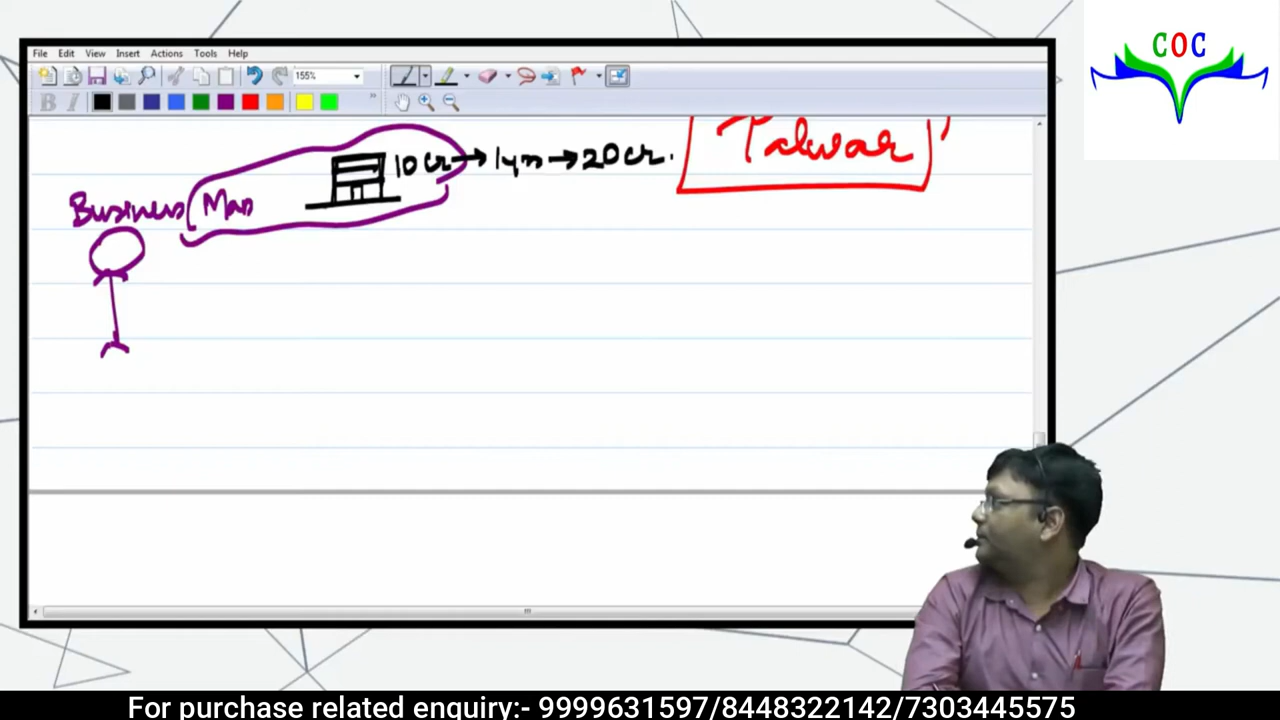 COC
File Edit View Insert Actions Tools Help
155%
B I
Talwar
10 Cr → 1 yrs → 20 Cr.
Business Man
For purchase related enquiry:- 9999631597/8448322142/7303445575